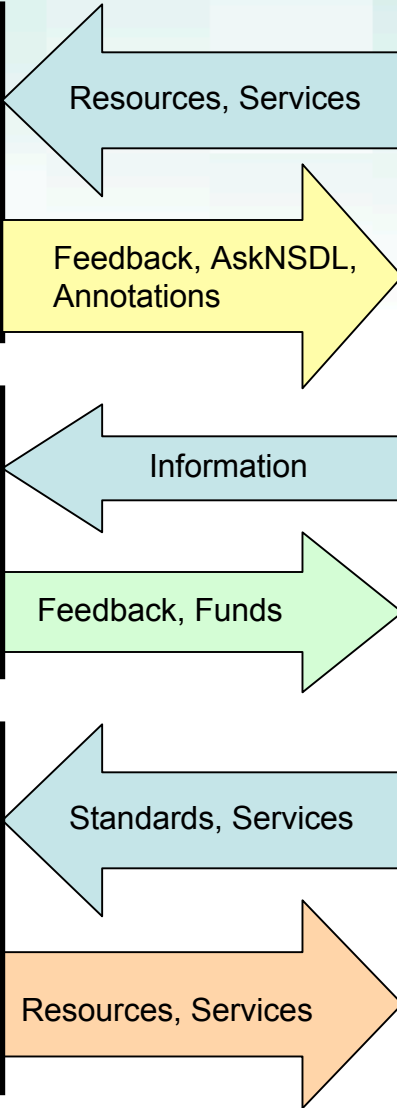 Resources, Services
Feedback, AskNSDL,
Annotations
Information
Feedback, Funds
Standards, Services
Resources, Services